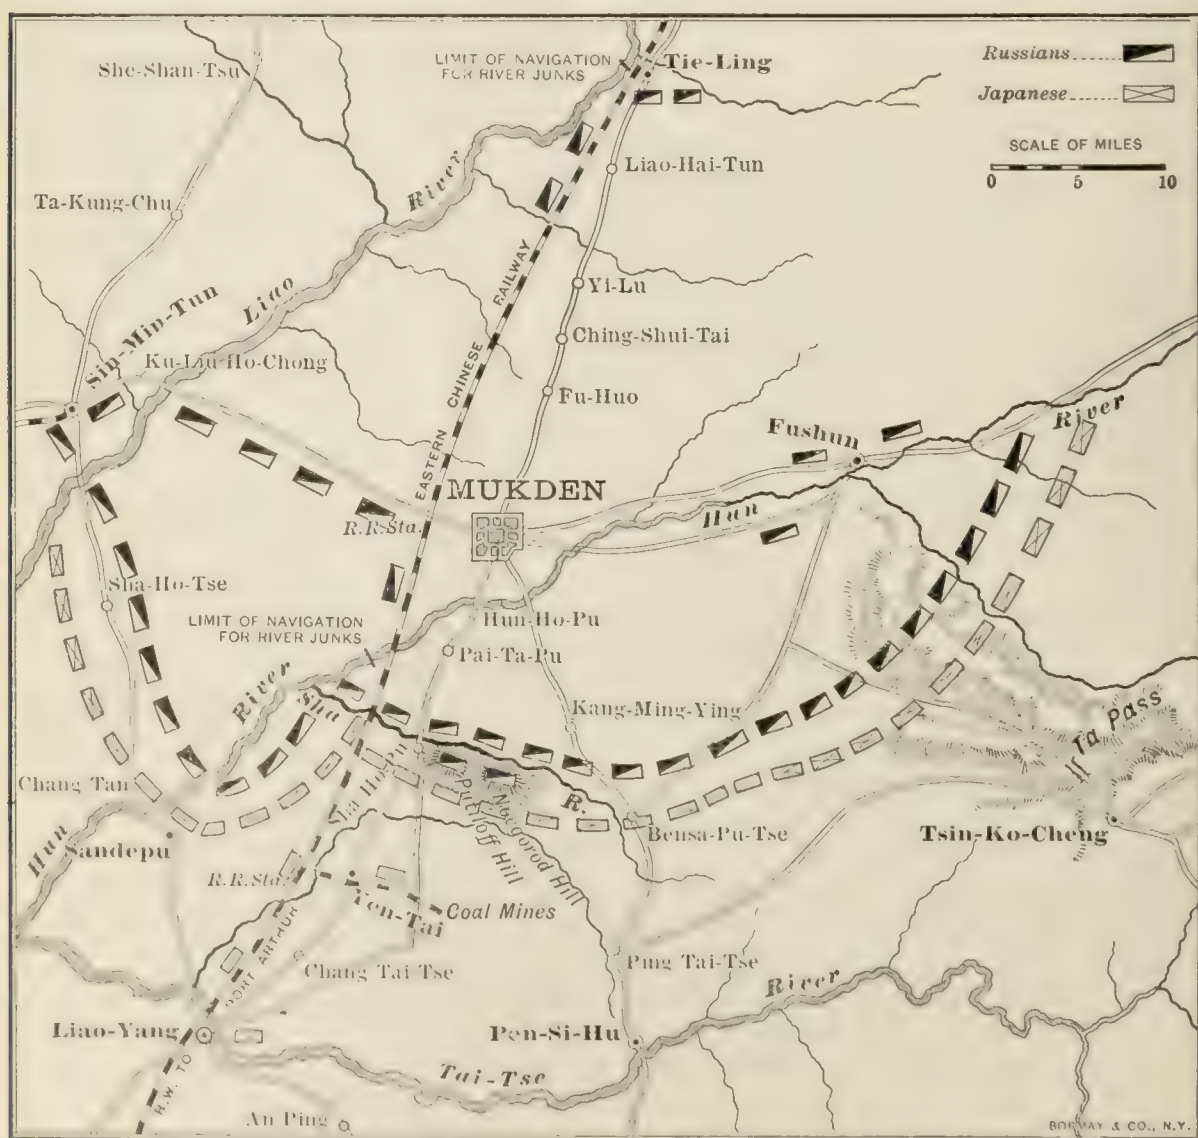 She-Shan-Tsu
LIMIT OF NAVIGATION
FOR RIVER JUNKS
Tie-Ling
Russians
Japanese
SCALE OF MILES
0 5 10
Liao-Hai-Tun
River
Ta-Kung-Chu
EASTERN CHINESE RAILWAY
Yi-Lu
Liao
Sin-Min-Tun
Ching-Shui-Tai
Ku-Liu-Ho-Chong
Fu-Huo
River
Fushun
MUKDEN
R.R.Sta.
Hun
Sha-Ho-Tse
LIMIT OF NAVIGATION
FOR RIVER JUNKS
Hun-Ho-Pu
Pai-Ta-Pu
River
Sha
Kang-Ming-Ying
Ta Pass
Chang Tan
R.
Hun
Sandepu
Putiloff Hill
Novgorod Hill
Bensa-Pu-Tse
Tsin-Ko-Cheng
R.R.Sta.
Yen-Tai
Coal Mines
Chang Tai Tse
Ping Tai-Tse
River
R.W. TO PORT ARTHUR
Liao-Yang
Pen-Si-Hu
Tai-Tse
An Ping
BORMAY & CO., N.Y.